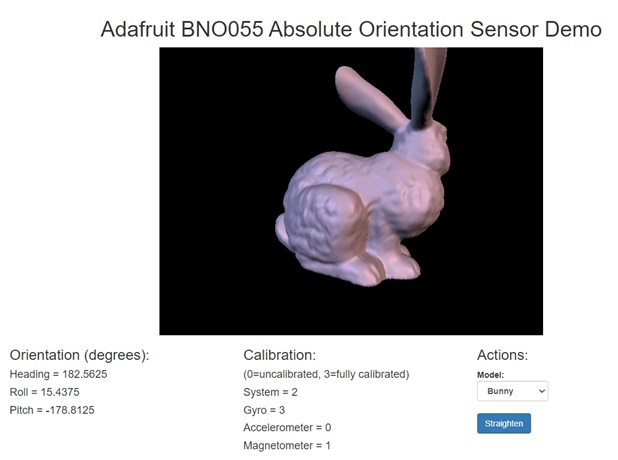 Adafruit BNO055 Absolute Orientation Sensor Demo
Orientation (degrees):
Heading = 182.5625
Roll = 15.4375
Pitch = -178.8125
Calibration:
(0=uncalibrated, 3=fully calibrated)
System = 2
Gyro = 3
Accelerometer = 0
Magnetometer = 1
Actions:
Model:
Bunny
Straighten